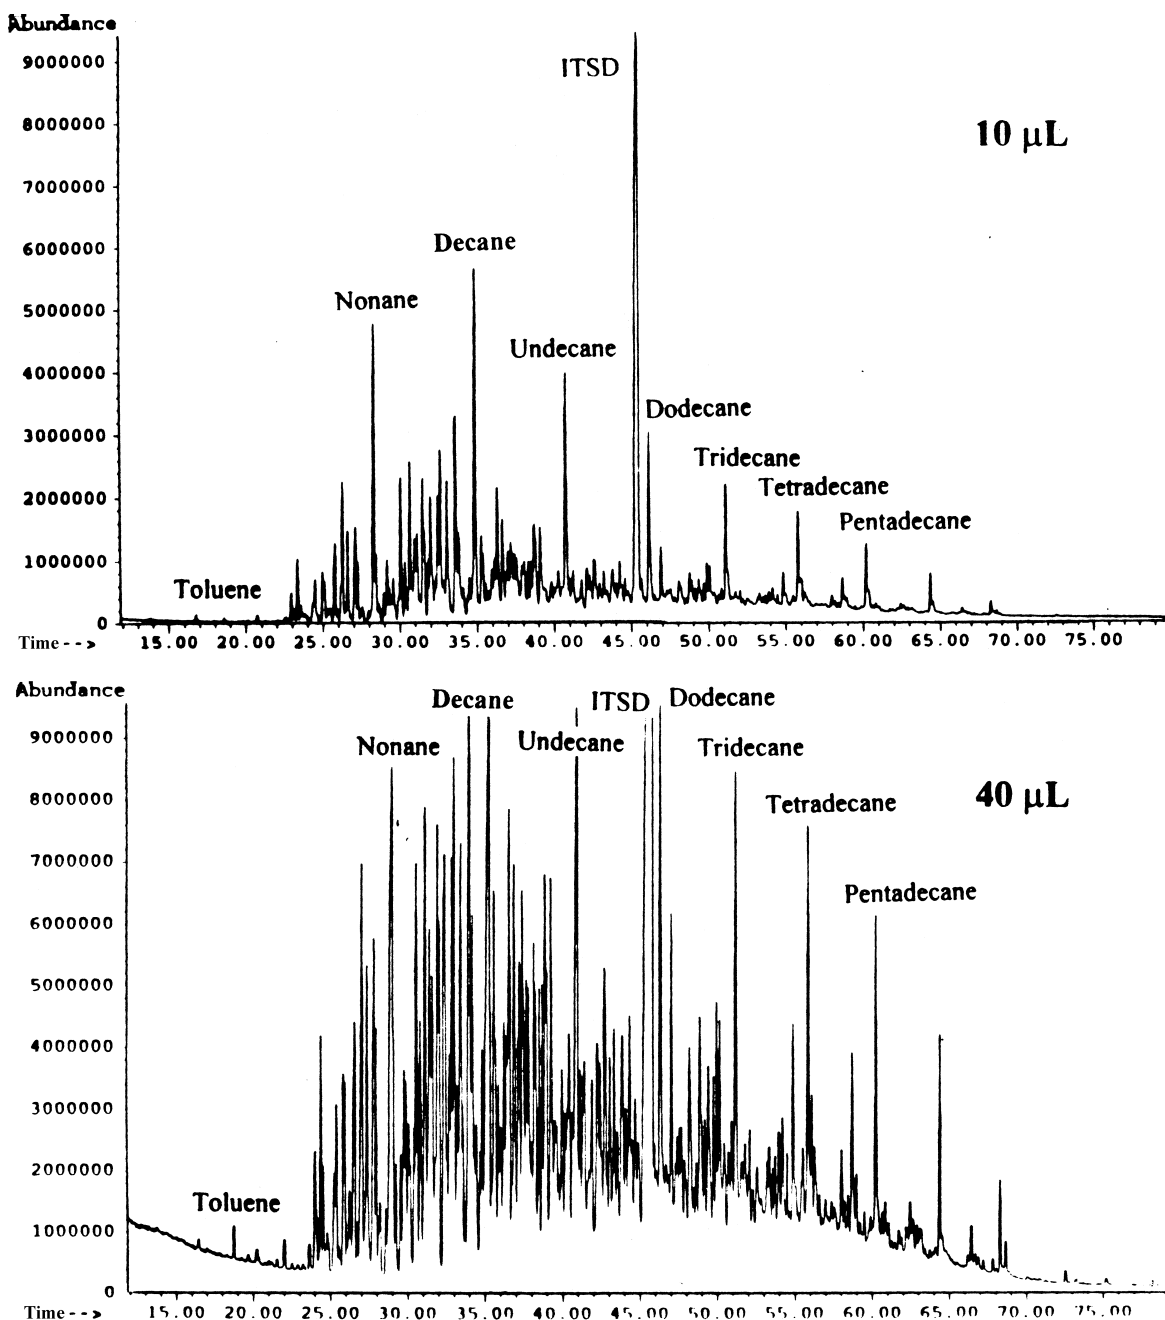 Abundance
9000000
ITSD
8000000
10 µL
7000000
6000000
Decane
5000000
Nonane
4000000
Undecane
3000000
Dodecane
2000000
Tridecane
Tetradecane
1000000
Pentadecane
Toluene
0
Time-->
15.00 20.00 25.00 30.00 35.00 40.00 45.00 50.00 55.00 60.00 65.00 70.00 75.00
Abundance
Decane
ITSD
Dodecane
9000000
Nonane
Undecane
Tridecane
8000000
Tetradecane
40 µL
7000000
6000000
Pentadecane
5000000
4000000
3000000
2000000
Toluene
1000000
0
Time-->
15.00 20.00 25.00 30.00 35.00 40.00 45.00 50.00 55.00 60.00 65.00 70.00 75.00